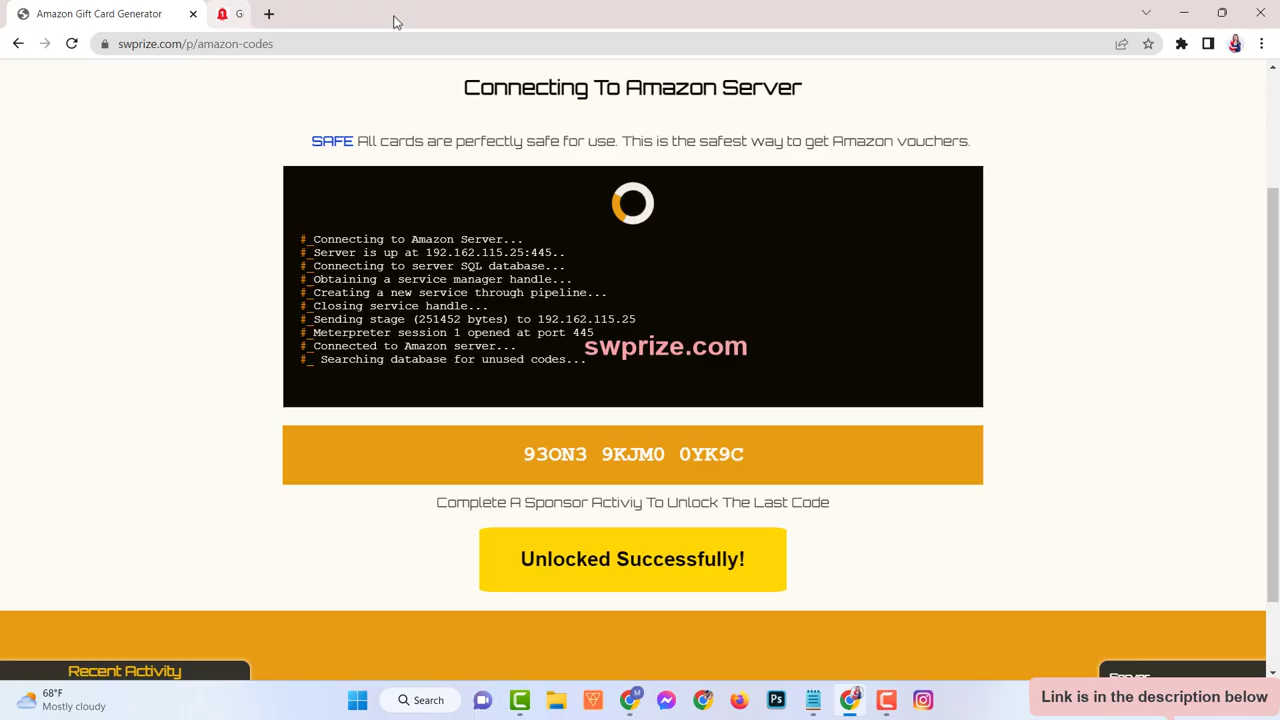 Amazon Gift Card Generator
G
swprize.com/p/amazon-codes
Connecting To Amazon Server
SAFE All cards are perfectly safe for use. This is the safest way to get Amazon vouchers.
#_Connecting to Amazon Server...
#_Server is up at 192.162.115.25:445..
#_Connecting to server SQL database...
#_Obtaining a service manager handle...
#_Creating a new service through pipeline...
#_Closing service handle...
#_Sending stage (251452 bytes) to 192.162.115.25
#_Meterpreter session 1 opened at port 445
#_Connected to Amazon server...
#_ Searching database for unused codes...
swprize.com
93ON3 9KJM0 0YK9C
Complete A Sponsor Activiy To Unlock The Last Code
Unlocked Successfully!
Recent Activity
Server
68°F
Mostly cloudy
Search
M
Ps
Link is in the description below